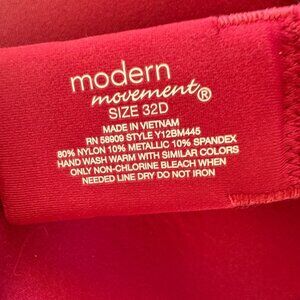 modern
movement®
SIZE 32D
MADE IN VIETNAM
RN 58809 STYLE Y12BM445
80% NYLON 10% METALLIC 10% SPANDEX
HAND WASH WARM WITH SIMILAR COLORS
ONLY NON-CHLORINE BLEACH WHEN
NEEDED LINE DRY DO NOT IRON